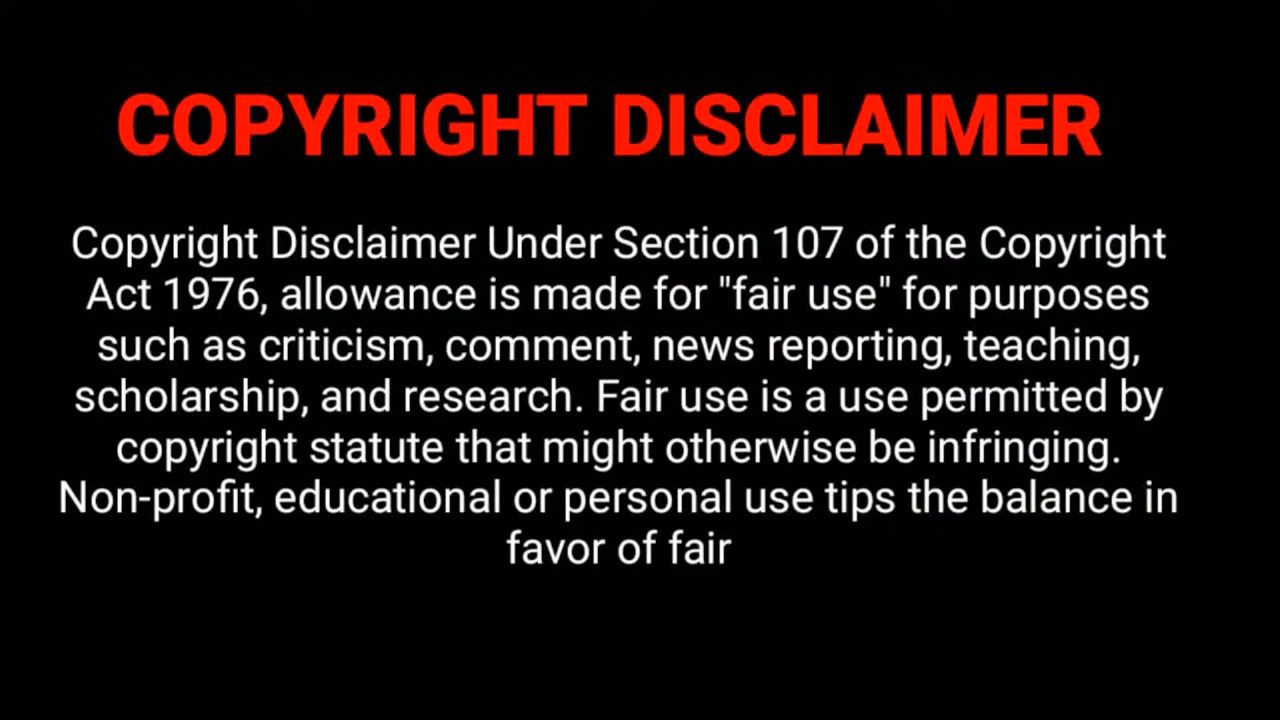 COPYRIGHT DISCLAIMER
Copyright Disclaimer Under Section 107 of the Copyright
Act 1976, allowance is made for "fair use" for purposes
such as criticism, comment, news reporting, teaching,
scholarship, and research. Fair use is a use permitted by
copyright statute that might otherwise be infringing.
Non-profit, educational or personal use tips the balance in
favor of fair